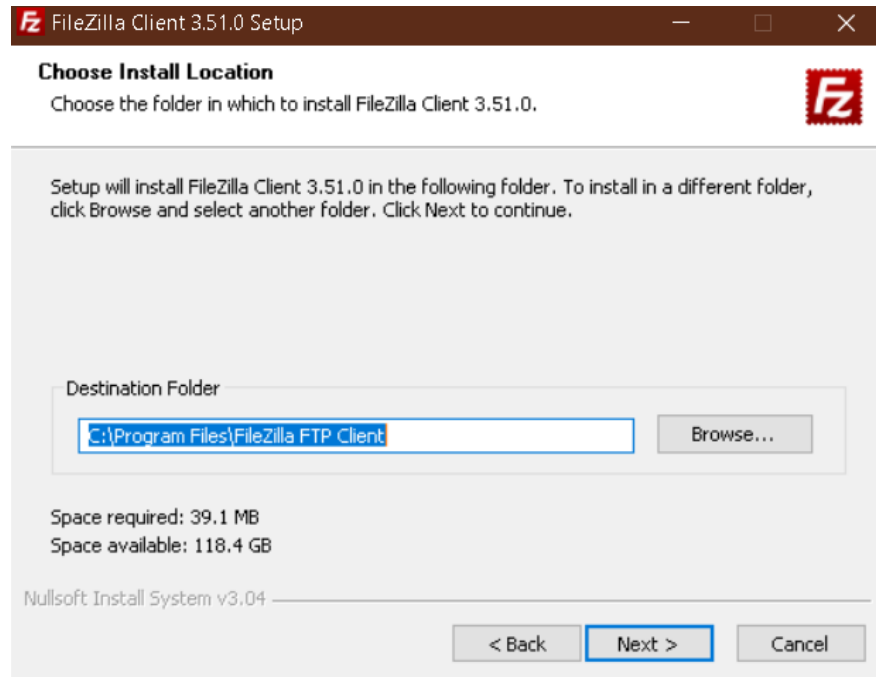 FileZilla Client 3.51.0 Setup
Choose Install Location
Choose the folder in which to install FileZilla Client 3.51.0.
Setup will install FileZilla Client 3.51.0 in the following folder. To install in a different folder,
click Browse and select another folder. Click Next to continue.
Destination Folder
C:\Program Files\FileZilla FTP Client
Browse...
Space required: 39.1 MB
Space available: 118.4 GB
Nullsoft Install System v3.04
< Back
Next >
Cancel